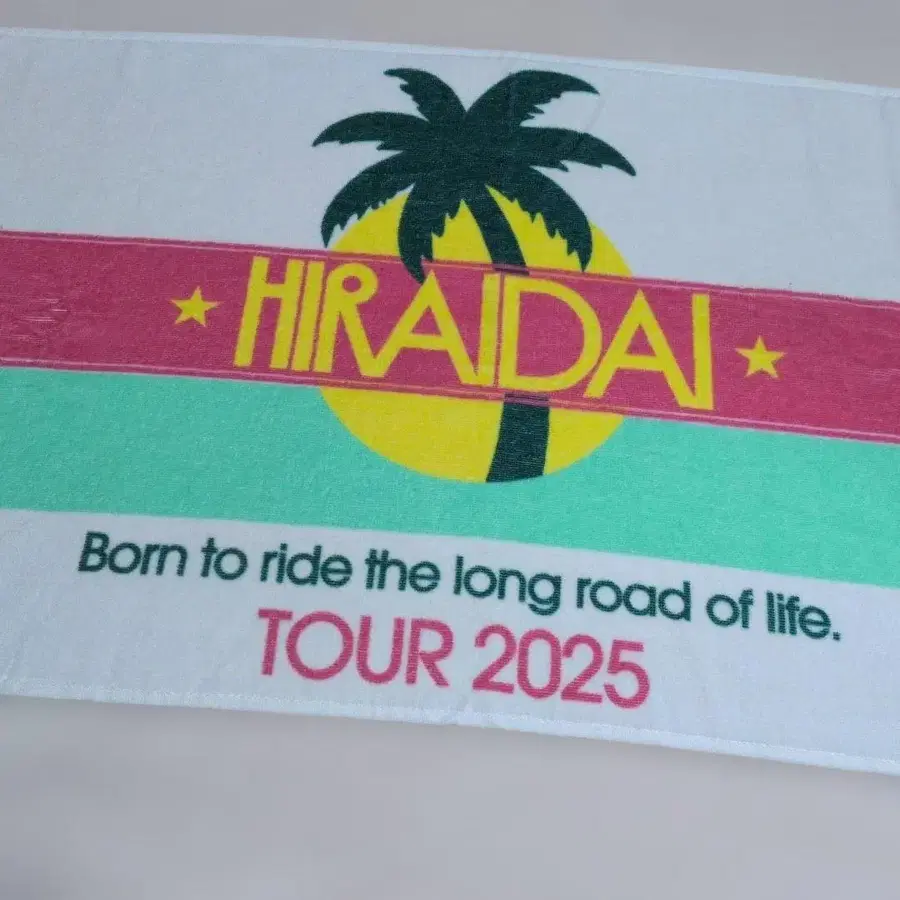 HIRAIDAI
Born to ride the long road of life.
TOUR 2025